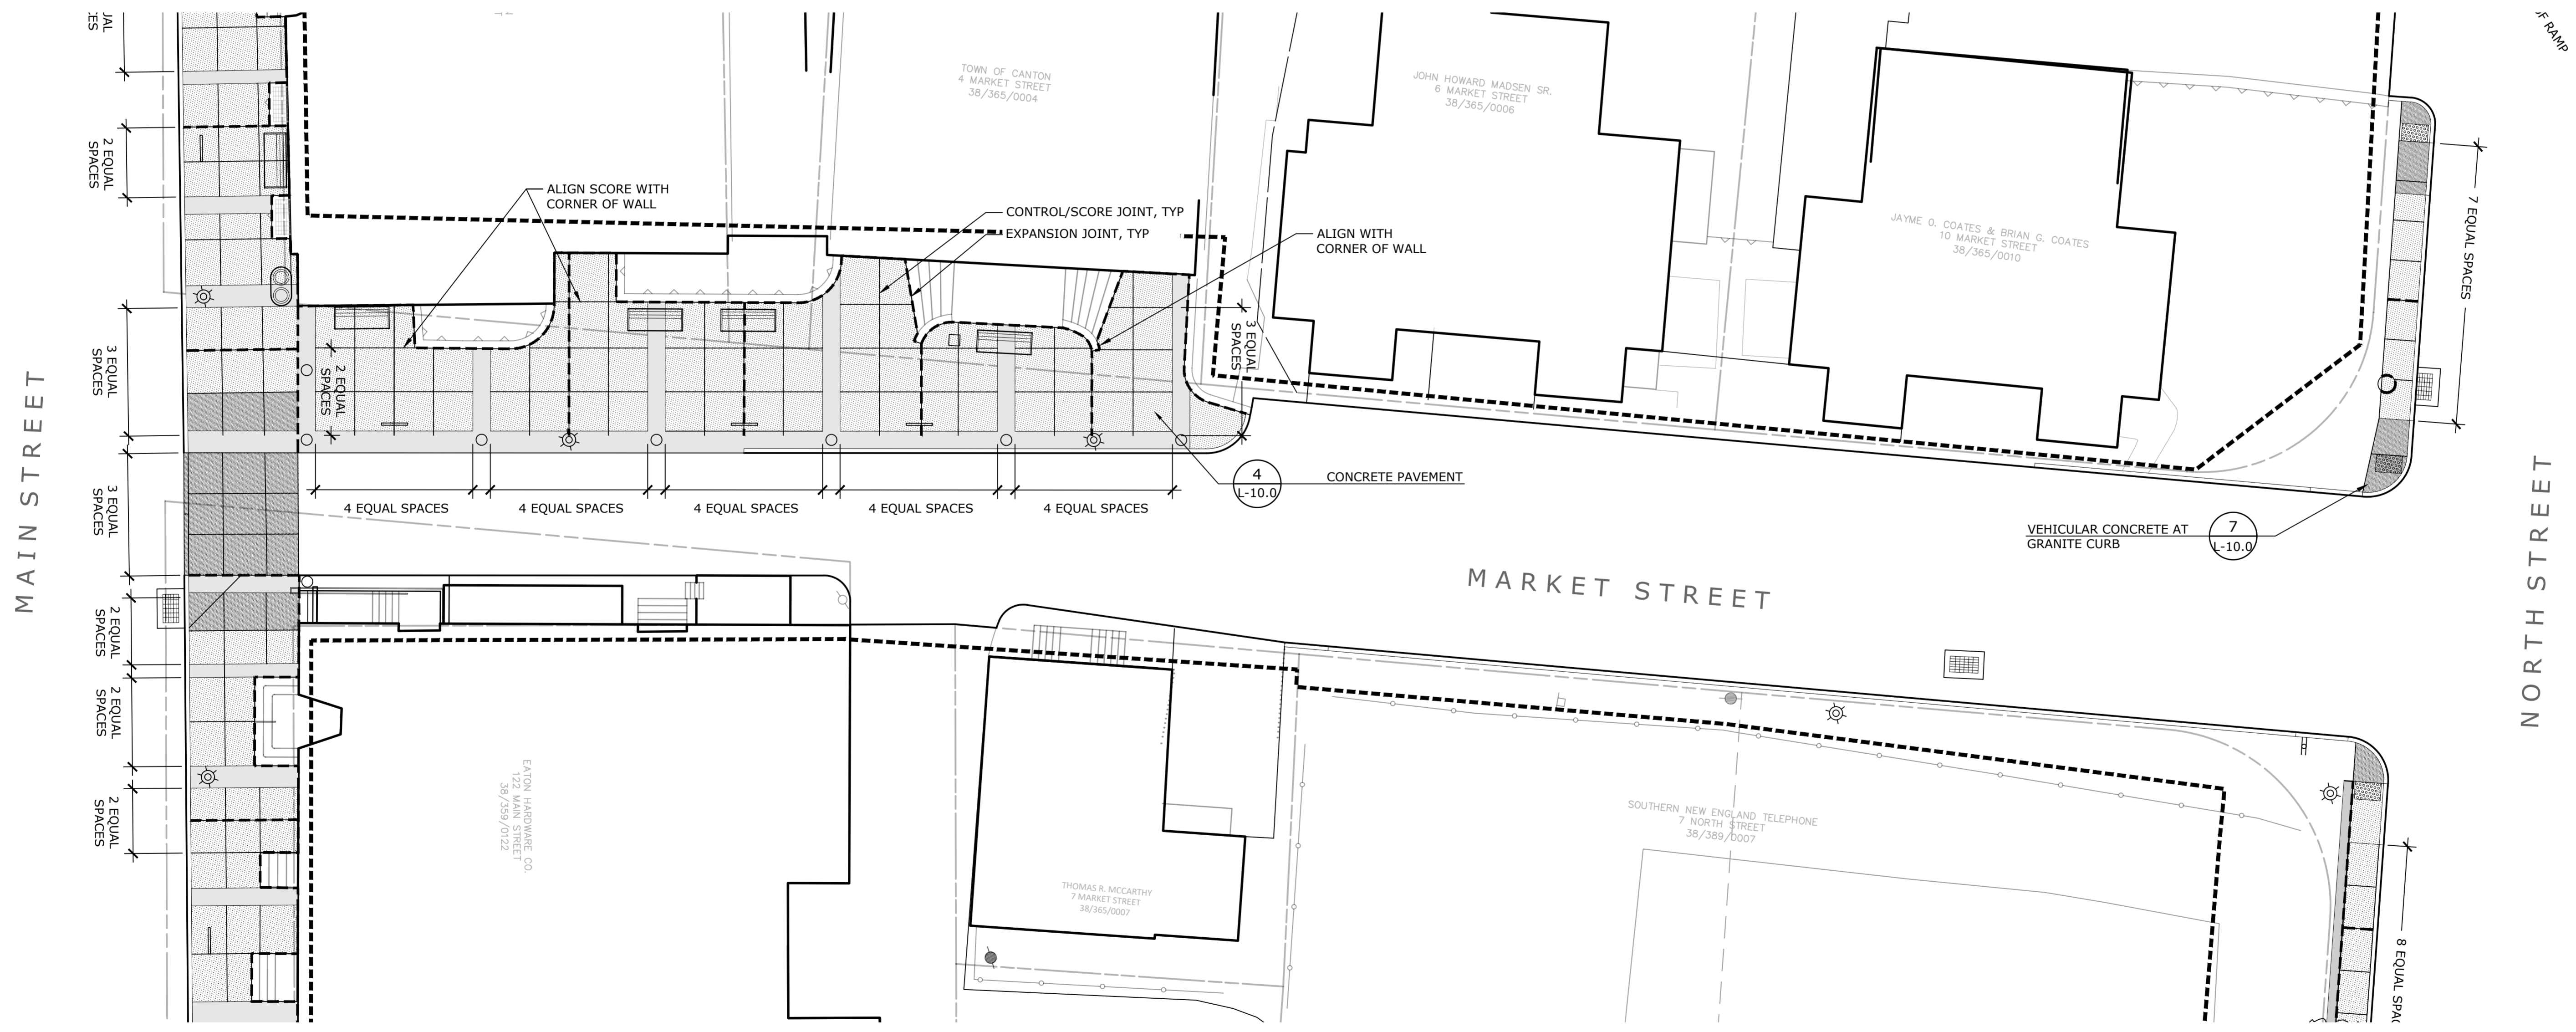 UAL
ES
OF RAMP
TOWN OF CANTON
4 MARKET STREET
38/365/0004
JOHN HOWARD MADSEN SR.
6 MARKET STREET
38/365/0006
JAYME O. COATES & BRIAN G. COATES
10 MARKET STREET
38/365/0010
2 EQUAL
SPACES
ALIGN SCORE WITH
CORNER OF WALL
CONTROL/SCORE JOINT, TYP
EXPANSION JOINT, TYP
ALIGN WITH
CORNER OF WALL
7 EQUAL SPACES
3 EQUAL
SPACES
2 EQUAL
SPACES
3 EQUAL
SPACES
MAIN STREET
4 EQUAL SPACES
4 EQUAL SPACES
4 EQUAL SPACES
4 EQUAL SPACES
4 EQUAL SPACES
4
L-10.0
CONCRETE PAVEMENT
3 EQUAL
SPACES
VEHICULAR CONCRETE AT
GRANITE CURB
7
L-10.0
MARKET STREET
NORTH STREET
2 EQUAL
SPACES
2 EQUAL
SPACES
2 EQUAL
SPACES
EATON HARDWARE CO.
122 MAIN STREET
38/359/0122
THOMAS R. MCCARTHY
7 MARKET STREET
38/365/0007
SOUTHERN NEW ENGLAND TELEPHONE
7 NORTH STREET
38/389/0007
8 EQUAL SPAC